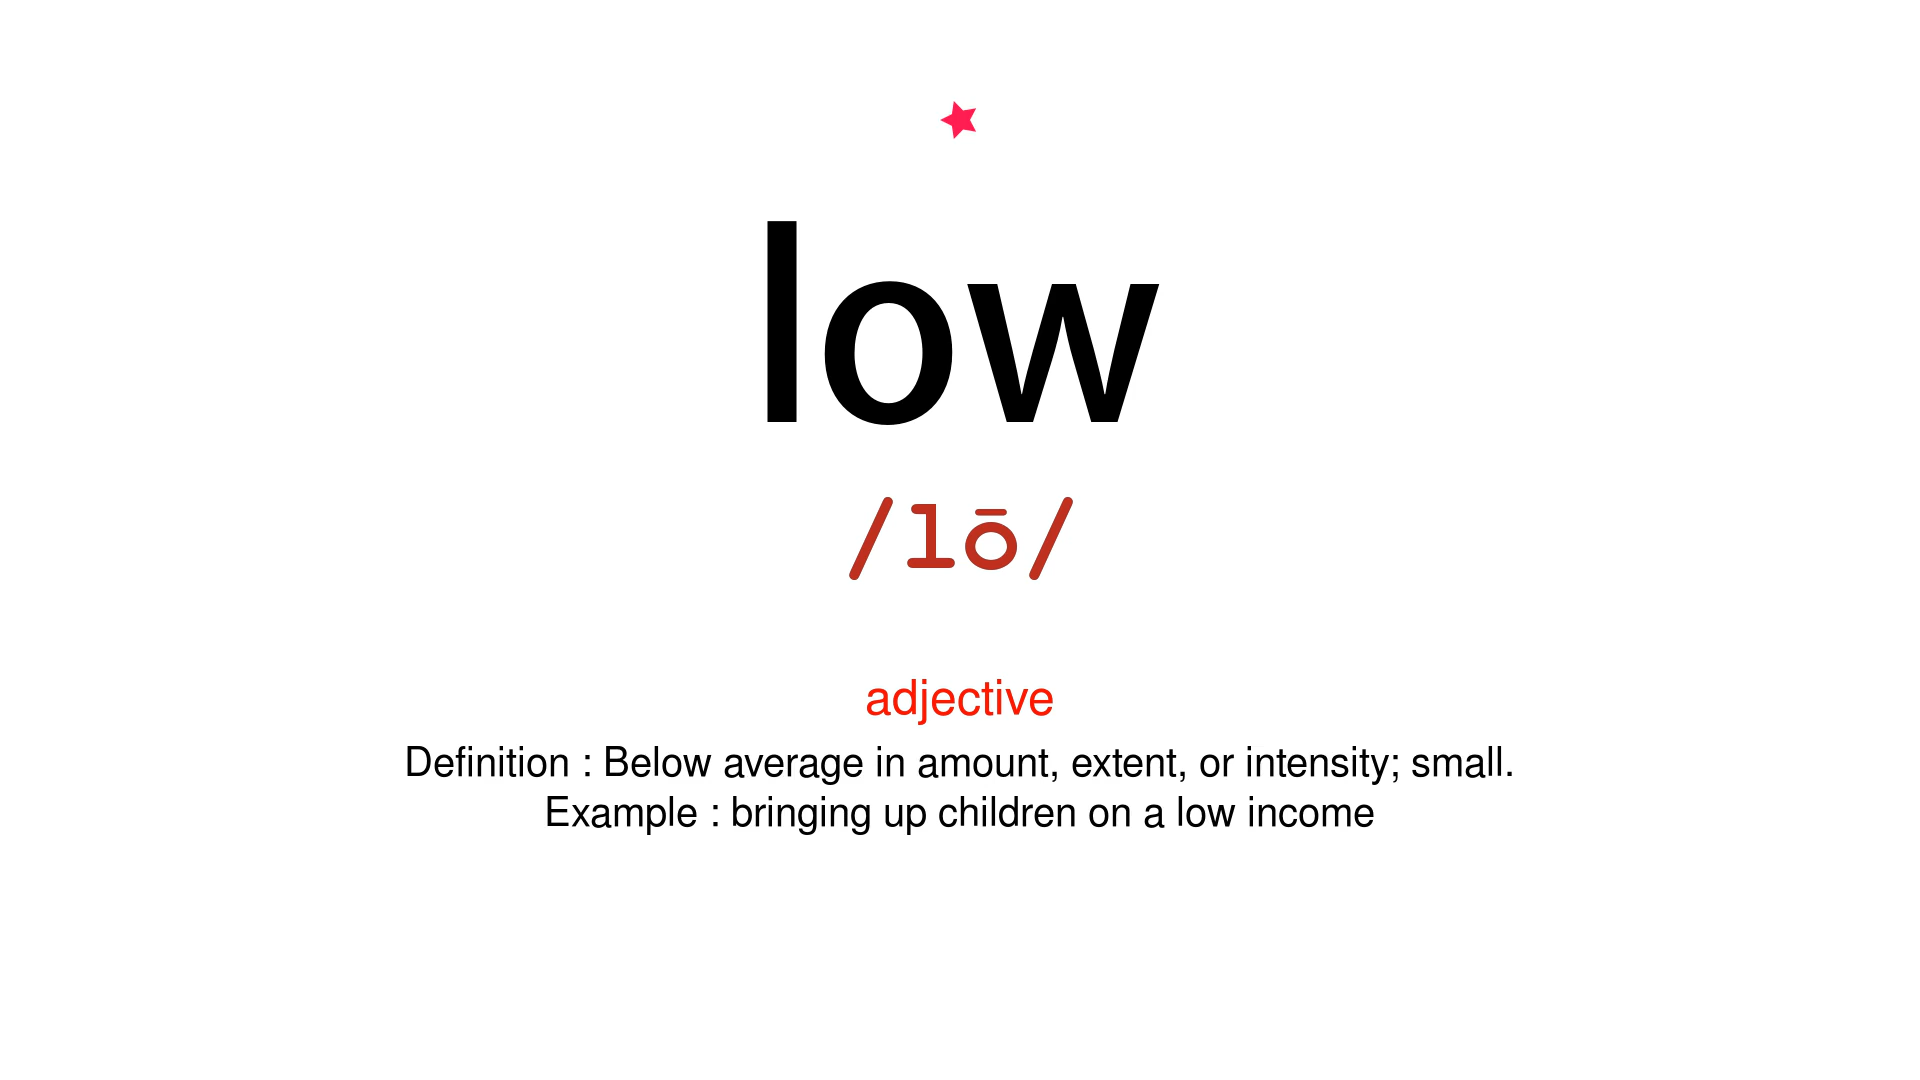 low
/lō/
adjective
Definition : Below average in amount, extent, or intensity; small.
Example : bringing up children on a low income